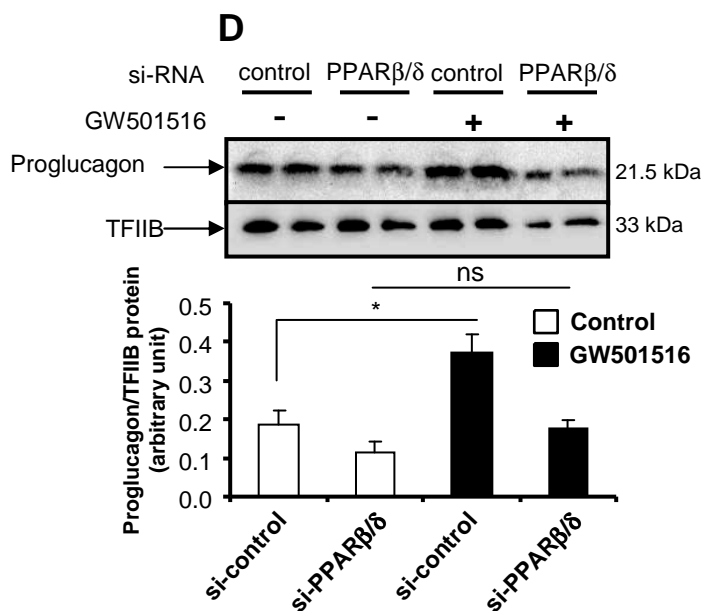 D
si-RNA control PPARβ/δ control PPARβ/δ
GW501516 - - + +
Proglucagon 21.5 kDa
TFIIB 33 kDa
ns
*
Control
GW501516
Proglucagon/TFIIB protein
(arbitrary unit)
0.5
0.4
0.3
0.2
0.1
0.0
si-control si-PPARβ/δ si-control si-PPARβ/δ